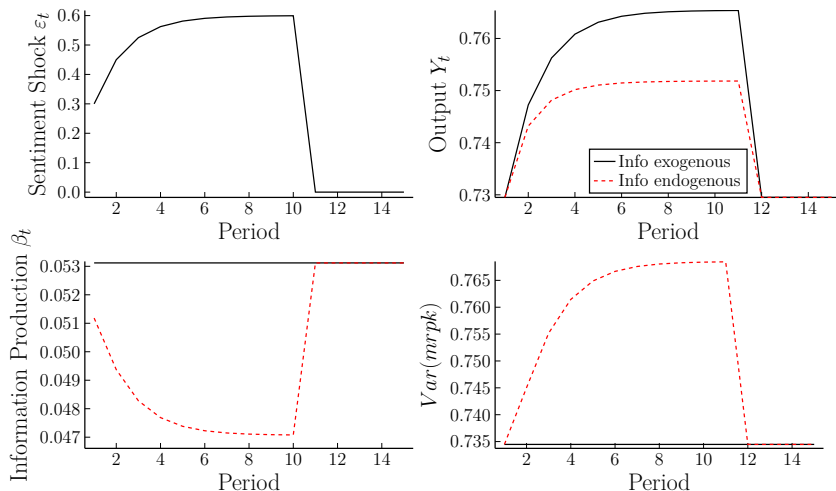 Sentiment Shock εt
0.6
0.5
0.4
0.3
0.2
0.1
0.0
2 4 6 8 10 12 14
Period
Output Yt
0.76
0.75
0.74
0.73
Info exogenous
Info endogenous
2 4 6 8 10 12 14
Period
Information Production βt
0.053
0.052
0.051
0.050
0.049
0.048
0.047
2 4 6 8 10 12 14
Period
Var(mrpk)
0.765
0.760
0.755
0.750
0.745
0.740
0.735
2 4 6 8 10 12 14
Period